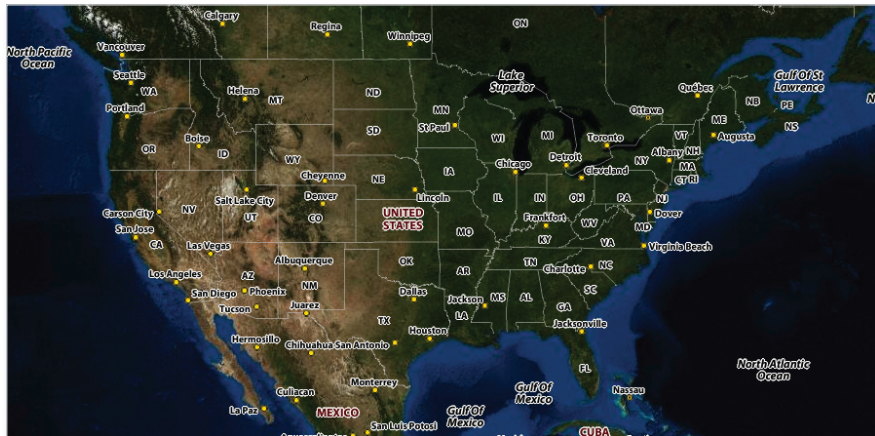 Calgary
Regina
Winnipeg
ON
North Pacific
Ocean
Vancouver
Seattle
WA
Helena
MT
ND
MN
Lake
Superior
Québec
Gulf Of St
Lawrence
NB
PE
NS
Portland
Ottawa
ME
St Paul
SD
WI
MI
Toronto
VT
NH
Augusta
Boise
OR
ID
WY
IA
Chicago
Detroit
NY
Albany
MA
CT
RI
Cheyenne
NE
Lincoln
Cleveland
Salt Lake City
Denver
IL
IN
OH
PA
NJ
Carson City
NV
UT
CO
UNITED
STATES
Frankfort
WV
MD
Dover
San Jose
CA
MO
KY
VA
Virginia Beach
Las Vegas
Albuquerque
OK
TN
Charlotte
NC
Los Angeles
AZ
AR
San Diego
Phoenix
NM
Dallas
Jackson
MS
AL
SC
Tucson
Juarez
TX
LA
GA
Houston
Jacksonville
Hermosillo
Chihuahua
San Antonio
FL
North Atlantic
Ocean
Culiacan
Monterrey
Gulf Of
Mexico
Nassau
La Paz
MEXICO
Gulf Of
Mexico
San Luis Potosi
CUBA